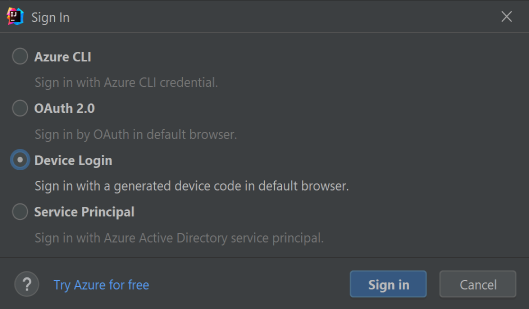 Sign In
Azure CLI
Sign in with Azure CLI credential.
OAuth 2.0
Sign in by OAuth in default browser.
Device Login
Sign in with a generated device code in default browser.
Service Principal
Sign in with Azure Active Directory service principal.
? Try Azure for free Sign in Cancel